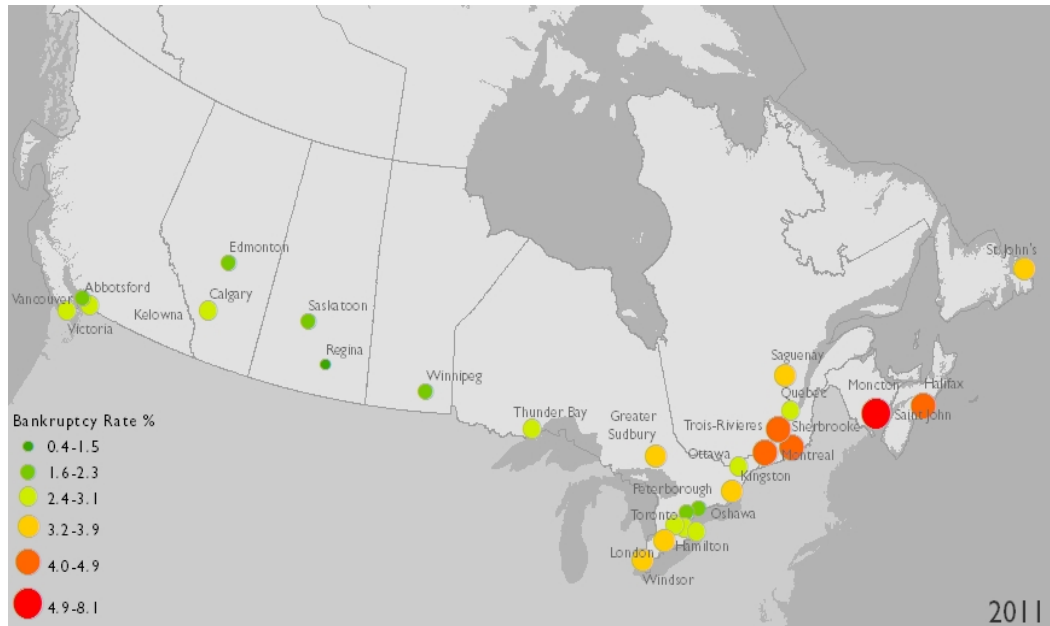 St. John's
Edmonton
Abbotsford
Vancouver
Calgary
Kelowna
Saskatoon
Victoria
Regina
Saguenay
Winnipeg
Moncton
Halifax
Quebec
Thunder Bay
Greater
Sudbury
Trois-Rivieres
Sherbrooke
Saint John
Bankruptcy Rate %
0.4-1.5
1.6-2.3
2.4-3.1
3.2-3.9
4.0-4.9
4.9-8.1
Ottawa
Montreal
Kingston
Peterborough
Toronto
Oshawa
London
Hamilton
Windsor
2011